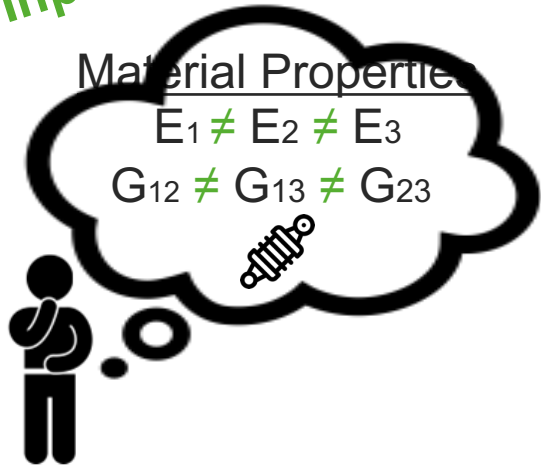 Material Properties
E1 ≠ E2 ≠ E3
G12 ≠ G13 ≠ G23